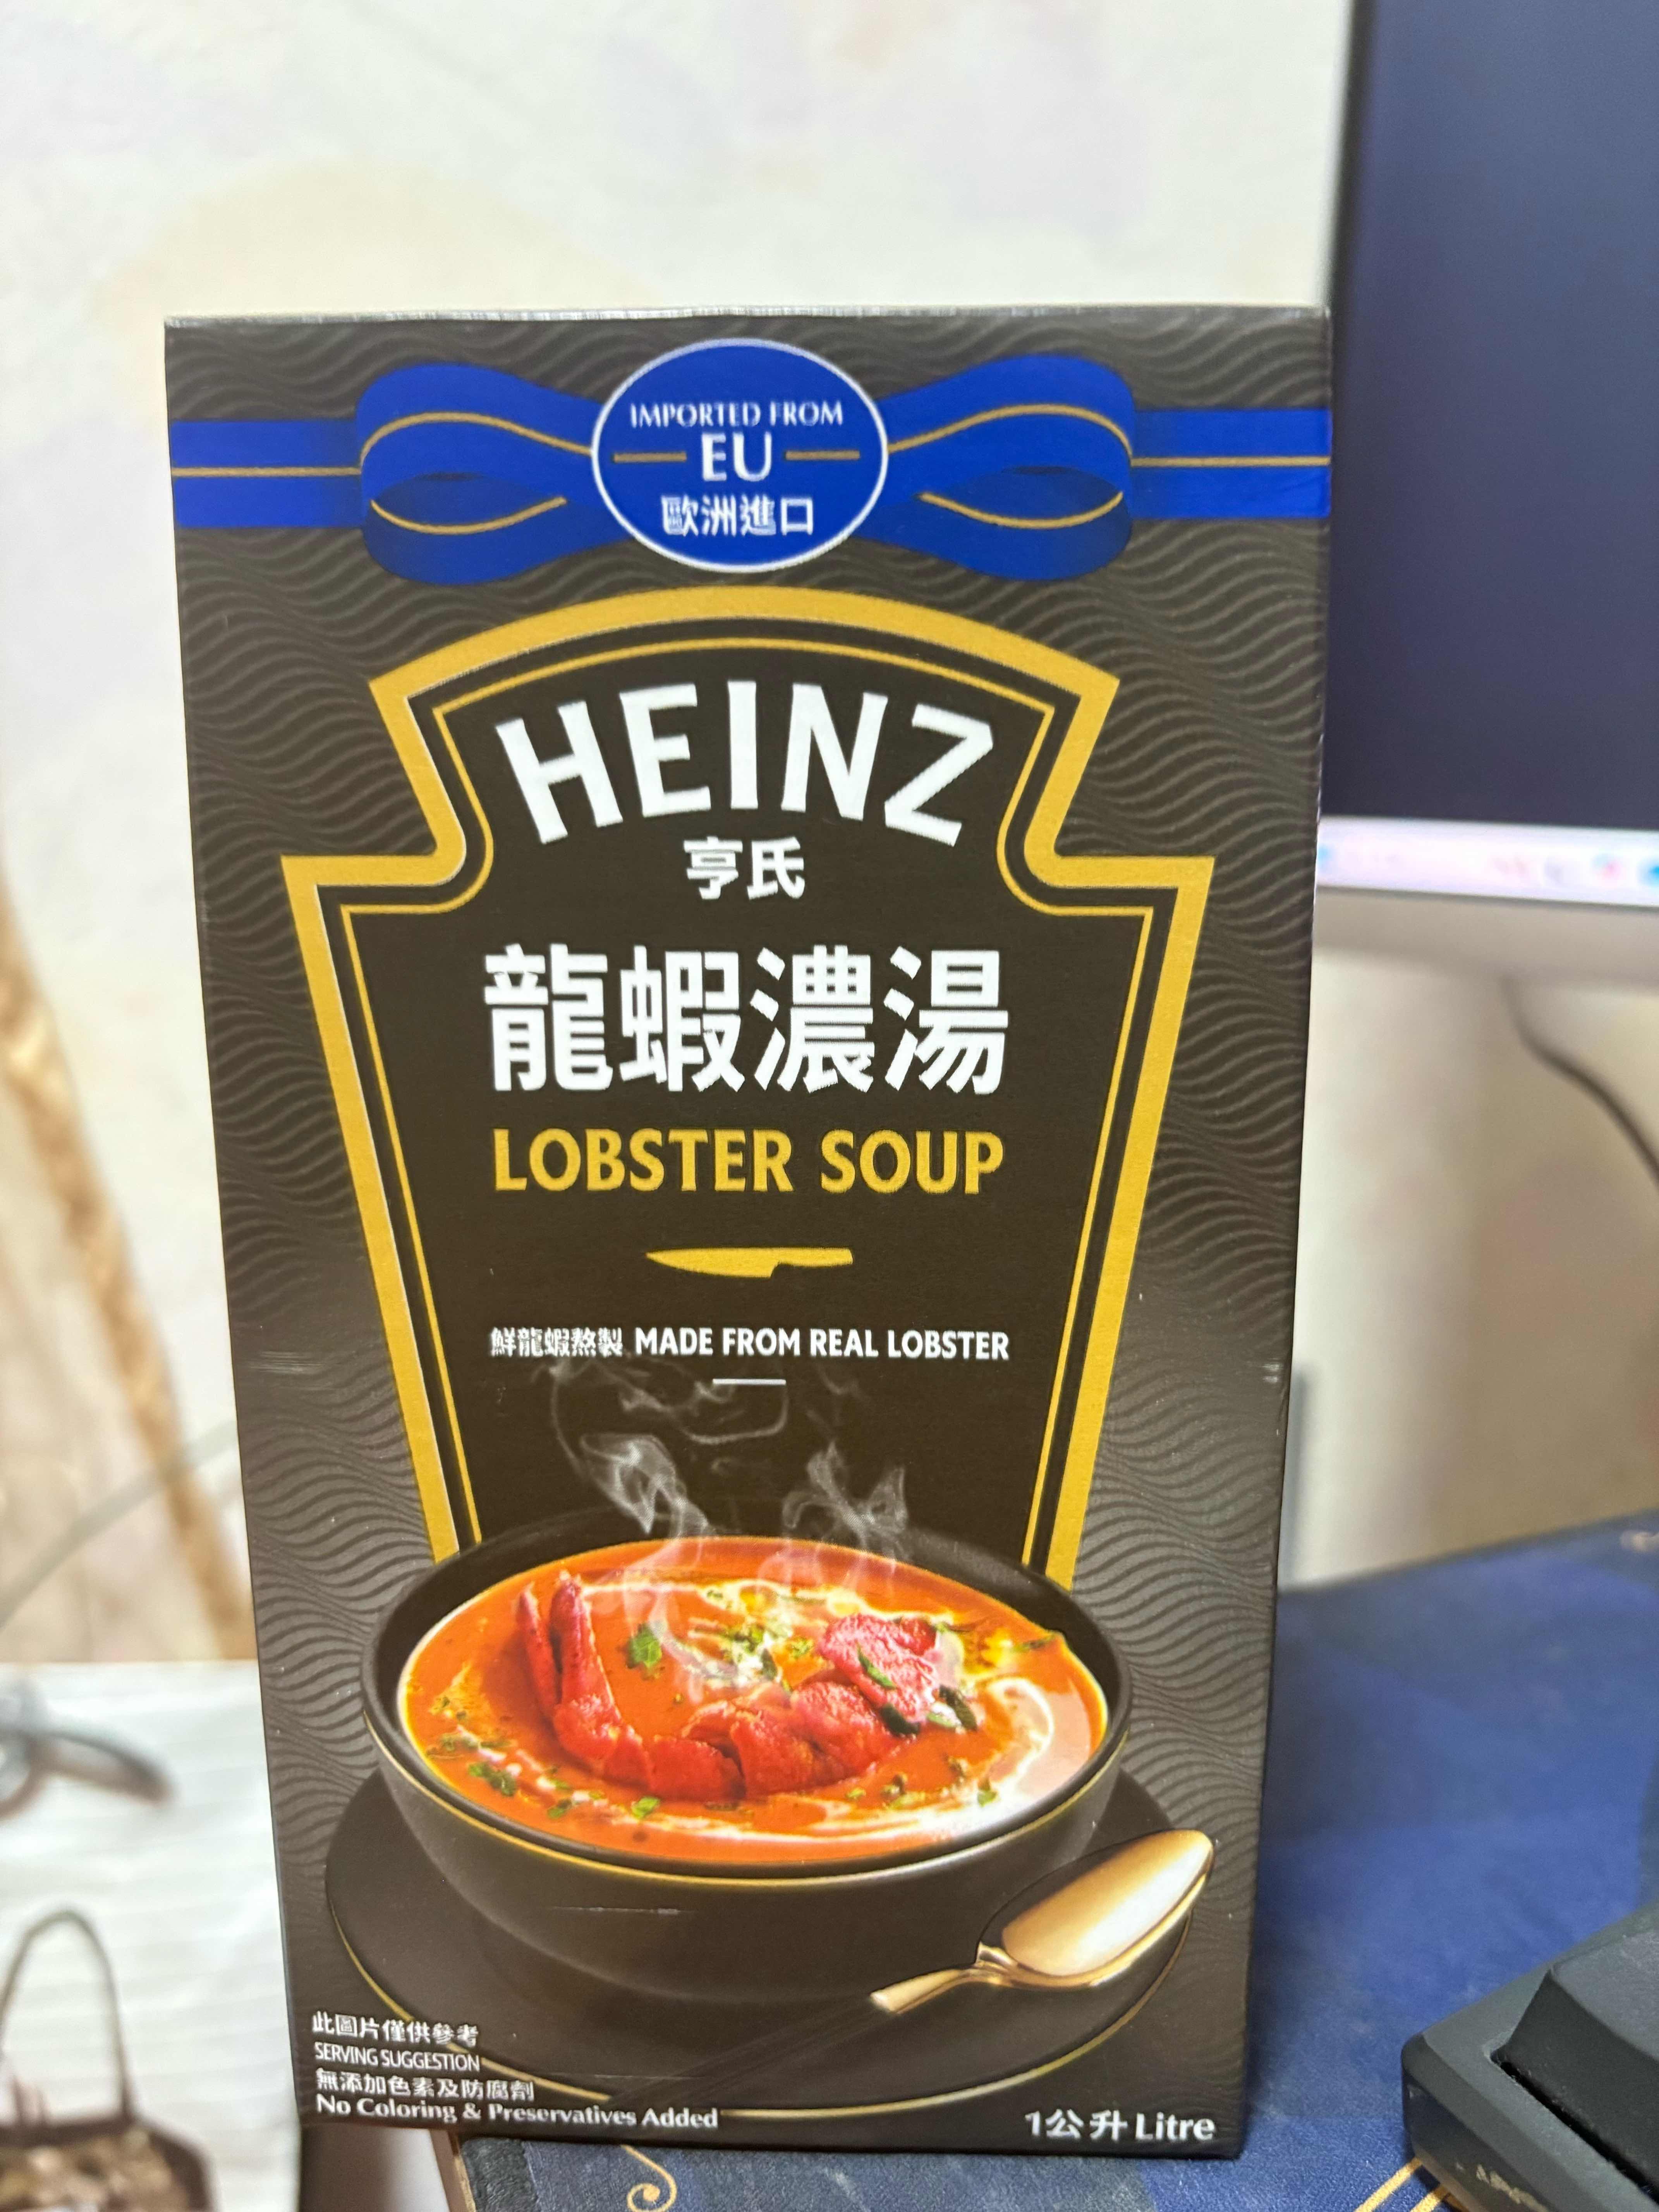 IMPORTED FROM
EU
歐洲進口
HEINZ
亨氏
龍蝦濃湯
LOBSTER SOUP
鮮龍蝦熬製 MADE FROM REAL LOBSTER
此圖片僅供參考
SERVING SUGGESTION
無添加色素及防腐劑
No Coloring & Preservatives Added
1公升 Litre